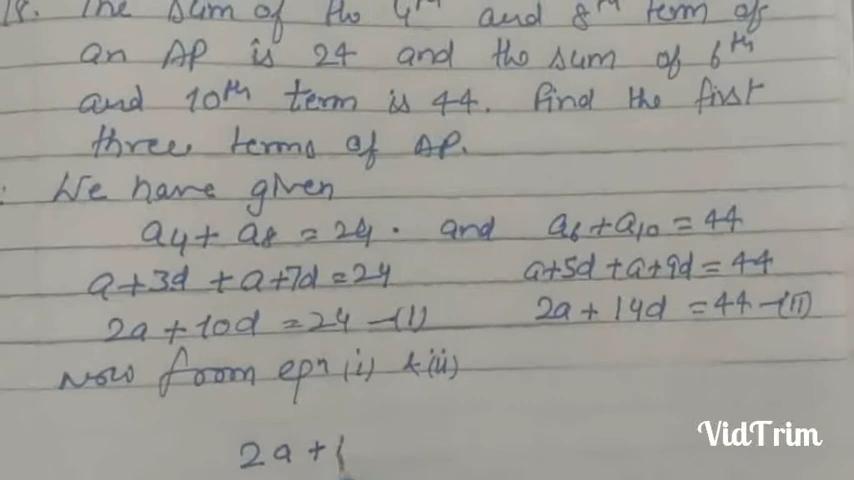 18. The sum of the 4th and 8th term of
an AP is 24 and the sum of 6th
and 10th term is 44. Find the first
three terms of AP.
: We have given
a4 + a8 = 24. and a6 + a10 = 44
a+3d + a+7d = 24 a+5d + a+9d = 44
2a + 10d = 24 -(I) 2a + 14d = 44 -(II)
Now from eqn (i) & (ii)
2a + 1
VidTrim